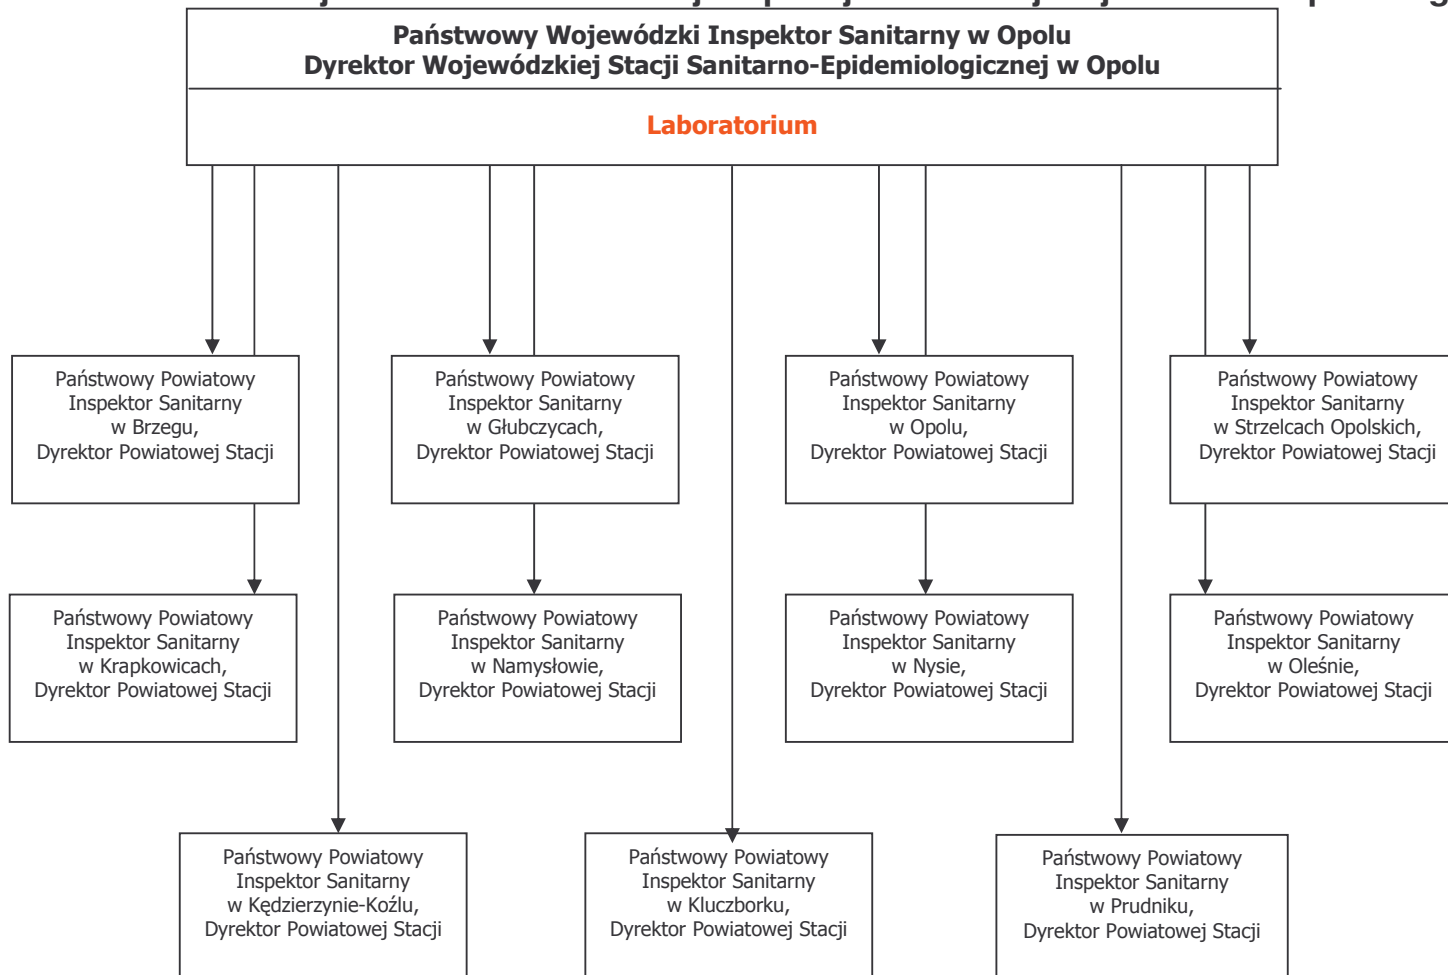 Państwowy Wojewódzki Inspektor Sanitarny w Opolu
Dyrektor Wojewódzkiej Stacji Sanitarno-Epidemiologicznej w Opolu
Laboratorium
Państwowy Powiatowy
Inspektor Sanitarny
w Brzegu,
Dyrektor Powiatowej Stacji
Państwowy Powiatowy
Inspektor Sanitarny
w Głubczycach,
Dyrektor Powiatowej Stacji
Państwowy Powiatowy
Inspektor Sanitarny
w Opolu,
Dyrektor Powiatowej Stacji
Państwowy Powiatowy
Inspektor Sanitarny
w Strzelcach Opolskich,
Dyrektor Powiatowej Stacji
Państwowy Powiatowy
Inspektor Sanitarny
w Krapkowicach,
Dyrektor Powiatowej Stacji
Państwowy Powiatowy
Inspektor Sanitarny
w Namysłowie,
Dyrektor Powiatowej Stacji
Państwowy Powiatowy
Inspektor Sanitarny
w Nysie,
Dyrektor Powiatowej Stacji
Państwowy Powiatowy
Inspektor Sanitarny
w Oleśnie,
Dyrektor Powiatowej Stacji
Państwowy Powiatowy
Inspektor Sanitarny
w Kędzierzynie-Koźlu,
Dyrektor Powiatowej Stacji
Państwowy Powiatowy
Inspektor Sanitarny
w Kluczborku,
Dyrektor Powiatowej Stacji
Państwowy Powiatowy
Inspektor Sanitarny
w Prudniku,
Dyrektor Powiatowej Stacji